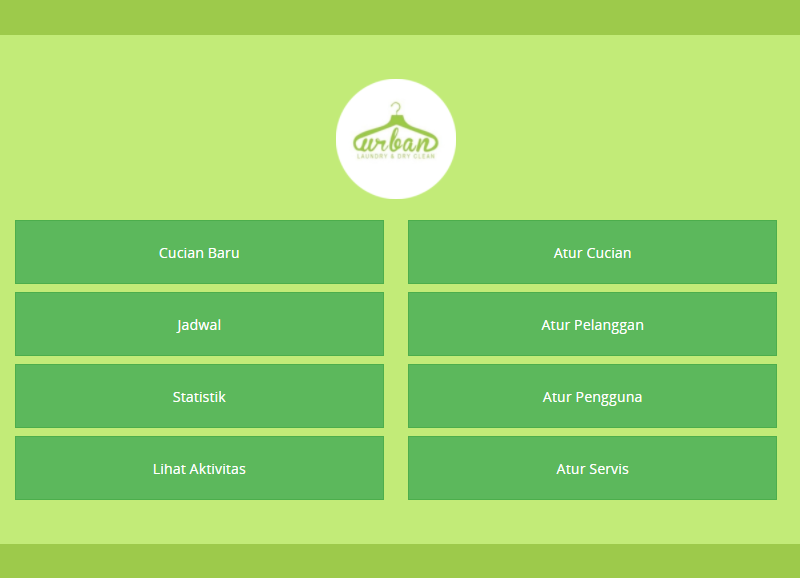 urban
LAUNDRY & DRY CLEAN
Cucian Baru
Atur Cucian
Jadwal
Atur Pelanggan
Statistik
Atur Pengguna
Lihat Aktivitas
Atur Servis